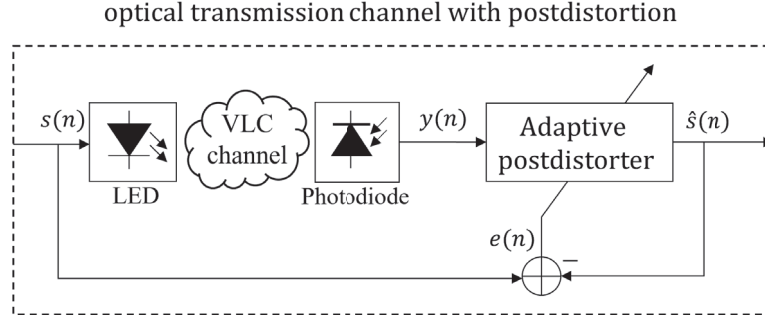 optical transmission channel with postdistortion
s(n)
VLC
channel
y(n)
Adaptive
postdistorter
ŝ(n)
LED
Photodiode
e(n)
−